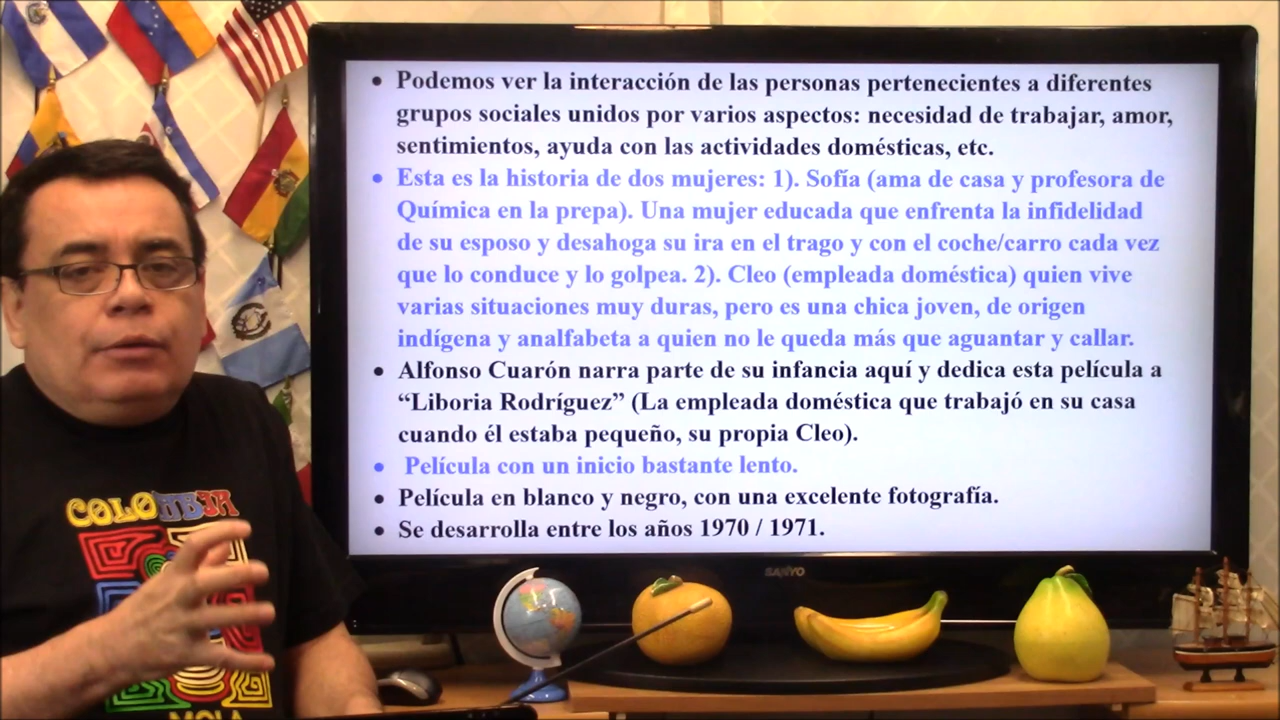 • Podemos ver la interacción de las personas pertenecientes a diferentes
grupos sociales unidos por varios aspectos: necesidad de trabajar, amor,
sentimientos, ayuda con las actividades domésticas, etc.
• Esta es la historia de dos mujeres: 1). Sofía (ama de casa y profesora de
Química en la prepa). Una mujer educada que enfrenta la infidelidad
de su esposo y desahoga su ira en el trago y con el coche/carro cada vez
que lo conduce y lo golpea. 2). Cleo (empleada doméstica) quien vive
varias situaciones muy duras, pero es una chica joven, de origen
indígena y analfabeta a quien no le queda más que aguantar y callar.
• Alfonso Cuarón narra parte de su infancia aquí y dedica esta película a
“Liboria Rodríguez” (La empleada doméstica que trabajó en su casa
cuando él estaba pequeño, su propia Cleo).
• Película con un inicio bastante lento.
• Película en blanco y negro, con una excelente fotografía.
• Se desarrolla entre los años 1970 / 1971.
SANYO
COLOMBIA
MOLA